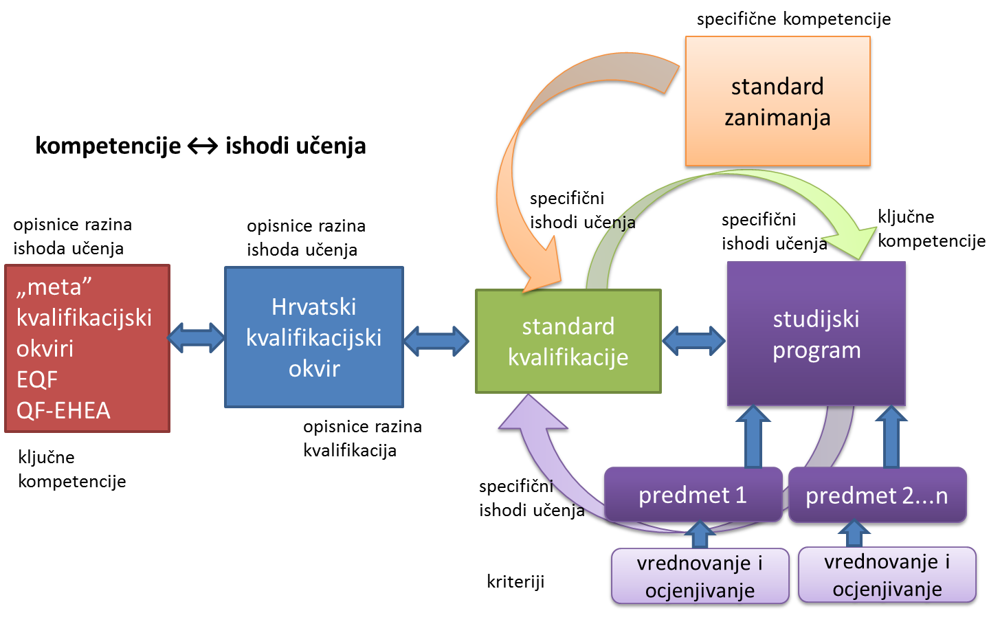 specifične kompetencije
standard
zanimanja
kompetencije ↔ ishodi učenja
specifični
ishodi učenja
specifični
ishodi učenja
ključne
kompetencije
opisnice razina
ishoda učenja
opisnice razina
ishoda učenja
„meta”
kvalifikacijski
okviri
EQF
QF-EHEA
Hrvatski
kvalifikacijski
okvir
standard
kvalifikacije
studijski
program
opisnice razina
kvalifikacija
ključne
kompetencije
specifični
ishodi učenja
predmet 1
predmet 2...n
kriteriji
vrednovanje i
ocjenjivanje
vrednovanje i
ocjenjivanje